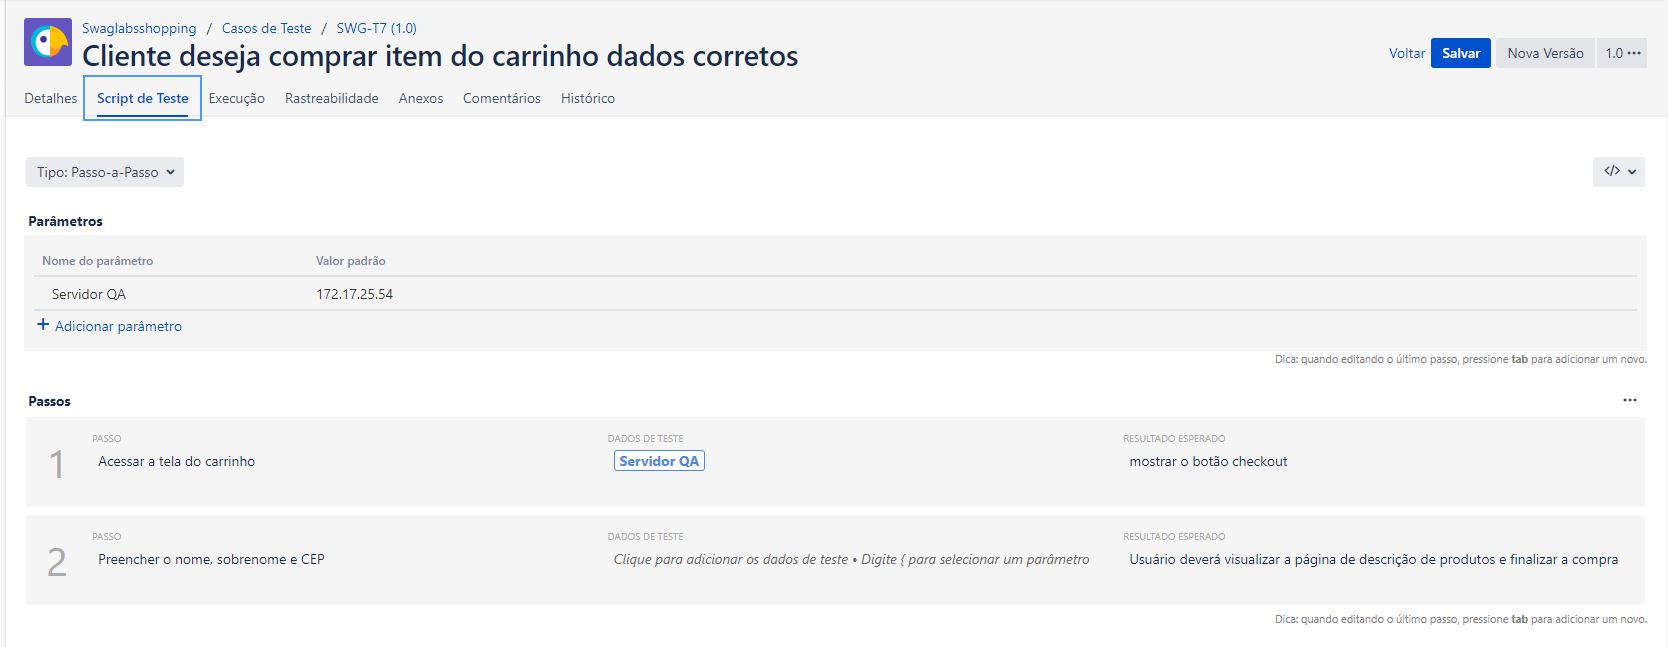 Swaglabsshopping / Casos de Teste / SWG-T7 (1.0)
Cliente deseja comprar item do carrinho dados corretos
Voltar Salvar Nova Versão 1.0 •••
Detalhes Script de Teste Execução Rastreabilidade Anexos Comentários Histórico
Tipo: Passo-a-Passo
</>
Parâmetros
Nome do parâmetro Valor padrão
Servidor QA 172.17.25.54
+ Adicionar parâmetro
Dica: quando editando o último passo, pressione tab para adicionar um novo.
Passos •••
PASSO DADOS DE TESTE RESULTADO ESPERADO
1 Acessar a tela do carrinho Servidor QA mostrar o botão checkout
PASSO DADOS DE TESTE RESULTADO ESPERADO
2 Preencher o nome, sobrenome e CEP Clique para adicionar os dados de teste • Digite { para selecionar um parâmetro Usuário deverá visualizar a página de descrição de produtos e finalizar a compra
Dica: quando editando o último passo, pressione tab para adicionar um novo.